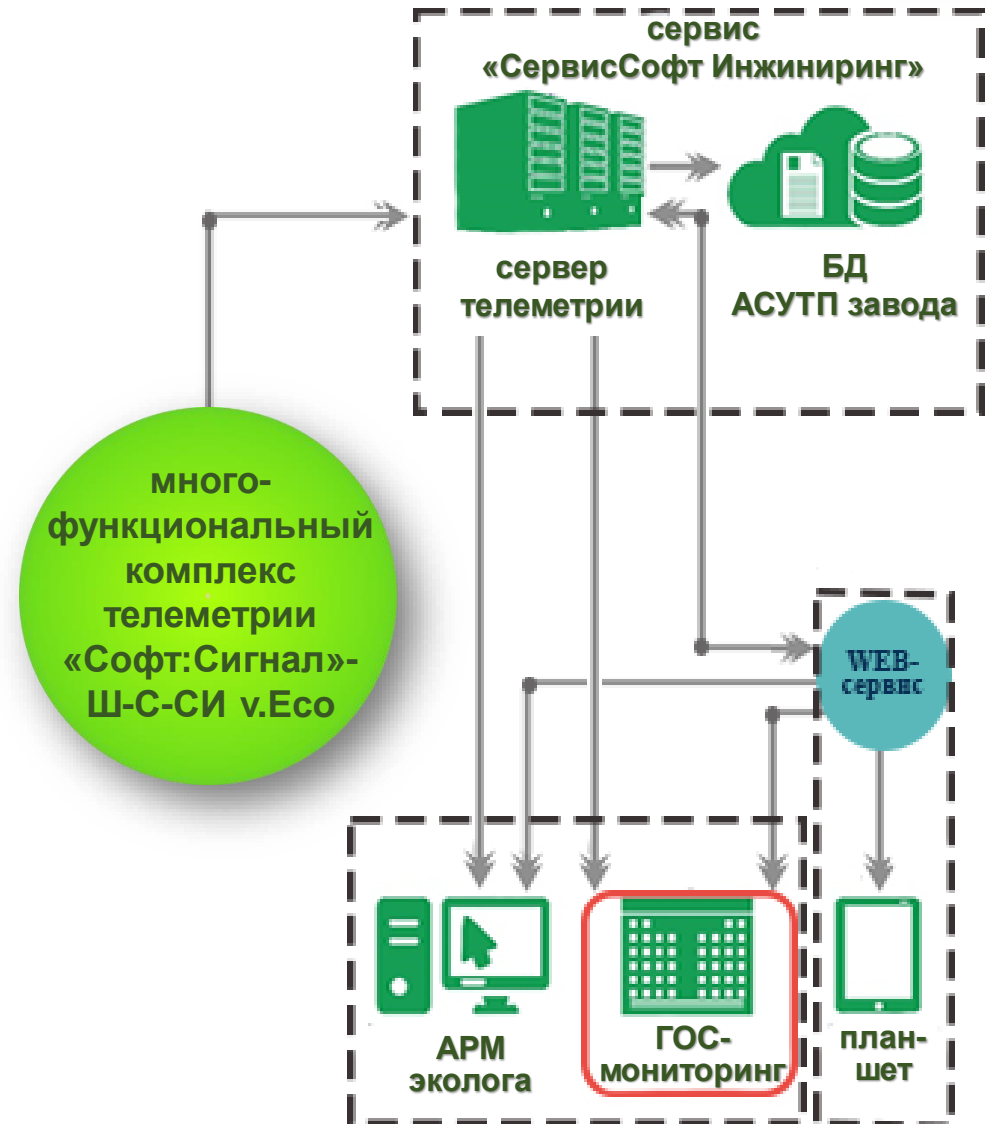 сервис
«СервисСофт Инжиниринг»
сервер
телеметрии
БД
АСУТП завода
много-
функциональный
комплекс
телеметрии
«Софт:Сигнал»-
Ш-С-СИ v.Eco
WEB-
сервис
АРМ
эколога
ГОС-
мониторинг
план-
шет